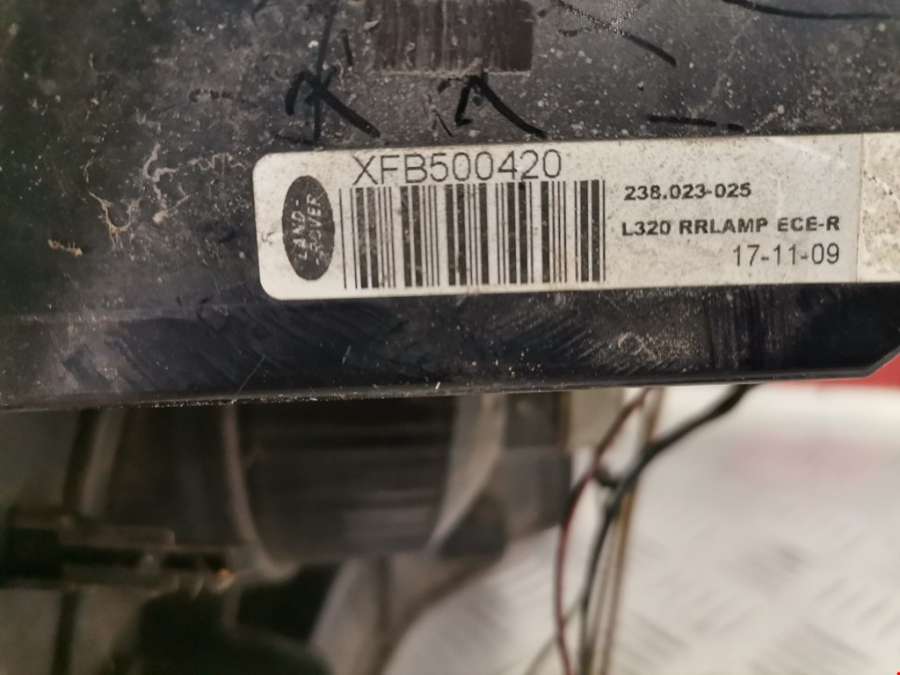 XFB500420
LAND-
ROVER
238.023-025
L320 RRLAMP ECE-R
17-11-09